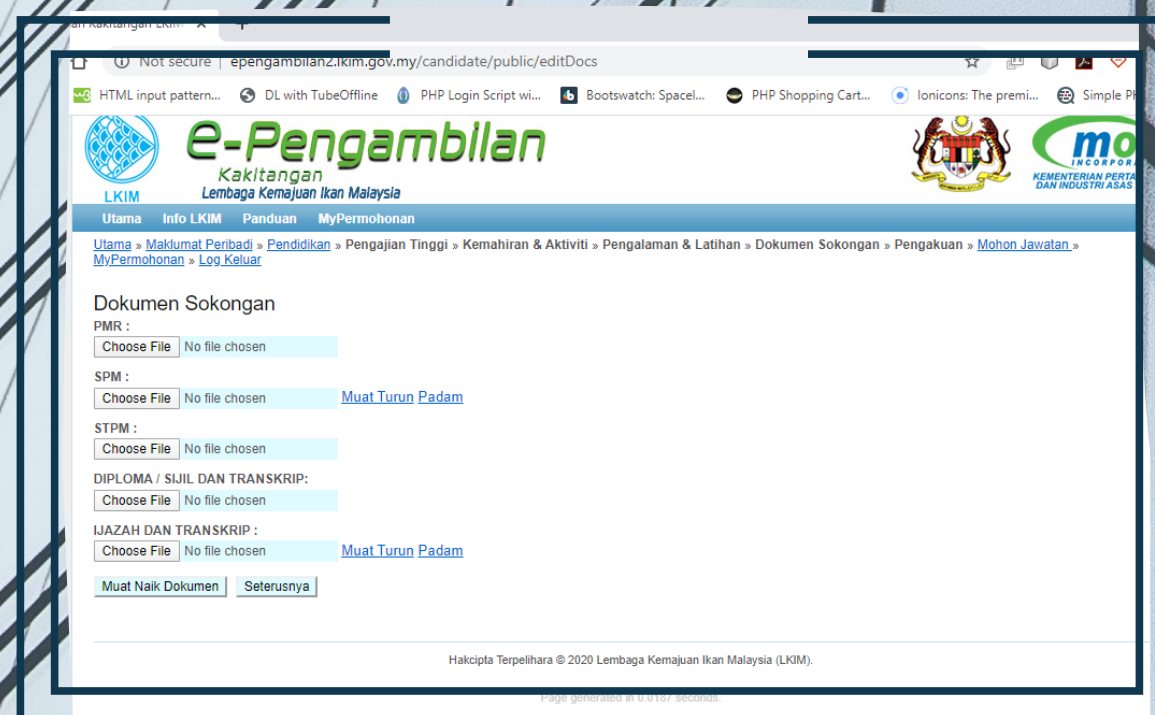 an Kakitangan LKIM × +
Not secure | epengambilan2.lkim.gov.my/candidate/public/editDocs
HTML input pattern... DL with TubeOffline PHP Login Script wi... Bootswatch: Spacel... PHP Shopping Cart... Ionicons: The premi... Simple PH
e-Pengambilan
Kakitangan
Lembaga Kemajuan Ikan Malaysia
LKIM
mo
INCORPORA
KEMENTERIAN PERTA
DAN INDUSTRI ASAS
Utama Info LKIM Panduan MyPermohonan
Utama » Maklumat Peribadi » Pendidikan » Pengajian Tinggi » Kemahiran & Aktiviti » Pengalaman & Latihan » Dokumen Sokongan » Pengakuan » Mohon Jawatan »
MyPermohonan » Log Keluar
Dokumen Sokongan
PMR :
Choose File No file chosen
SPM :
Choose File No file chosen Muat Turun Padam
STPM :
Choose File No file chosen
DIPLOMA / SIJIL DAN TRANSKRIP:
Choose File No file chosen
IJAZAH DAN TRANSKRIP :
Choose File No file chosen Muat Turun Padam
Muat Naik Dokumen Seterusnya
Hakcipta Terpelihara © 2020 Lembaga Kemajuan Ikan Malaysia (LKIM).
Page generated in 0.0187 seconds.